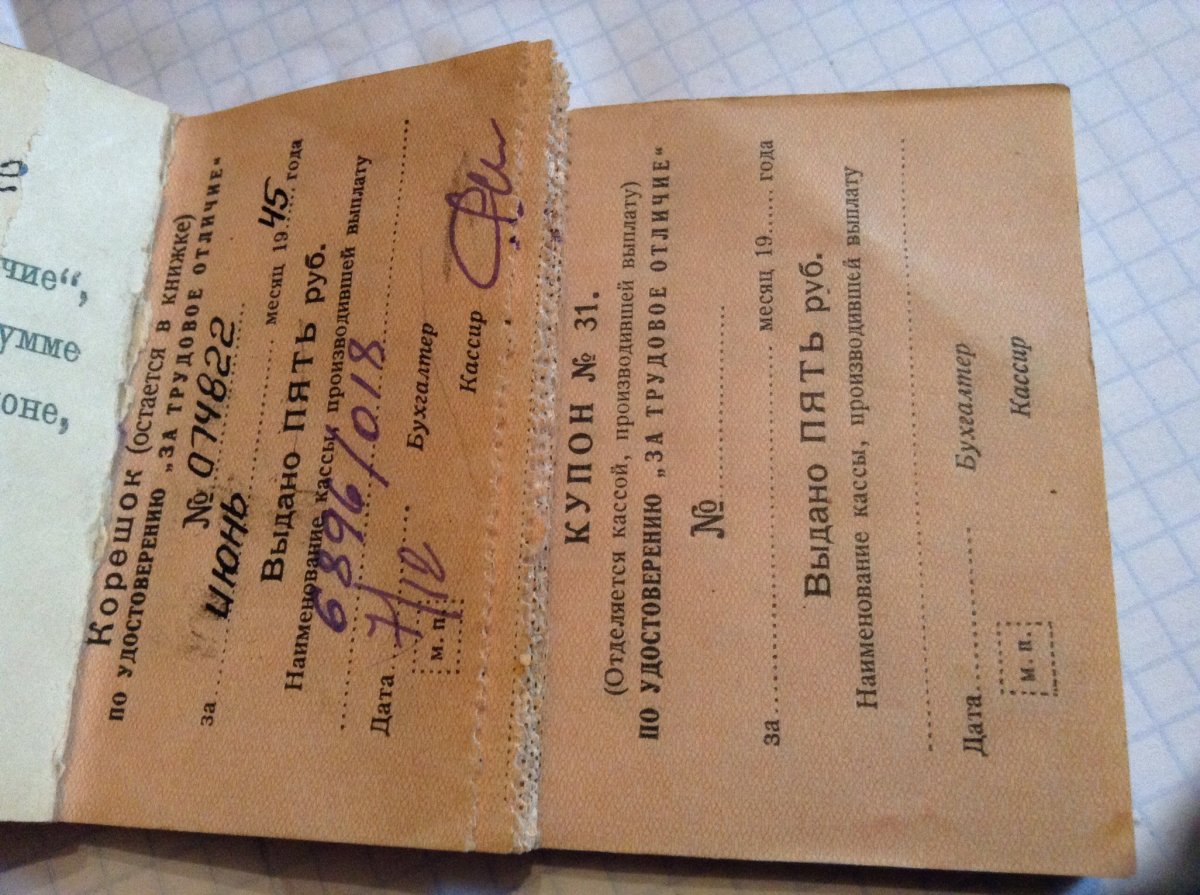 чие“,
умме
оне,
Корешок (остается в книжке)
ПО УДОСТОВЕРЕНИЮ „ЗА ТРУДОВОЕ ОТЛИЧИЕ“
№ 074822
за июнь месяц 1945 года
Выдано ПЯТЬ руб.
Наименование кассы, производившей выплату
6896/018
Дата 7/VII
Бухгалтер
м. п.
Кассир
КУПОН № 31.
(Отделяется кассой, производившей выплату)
ПО УДОСТОВЕРЕНИЮ „ЗА ТРУДОВОЕ ОТЛИЧИЕ“
№
за месяц 19 года
Выдано ПЯТЬ руб.
Наименование кассы, производившей выплату
Дата
Бухгалтер
м. п.
Кассир